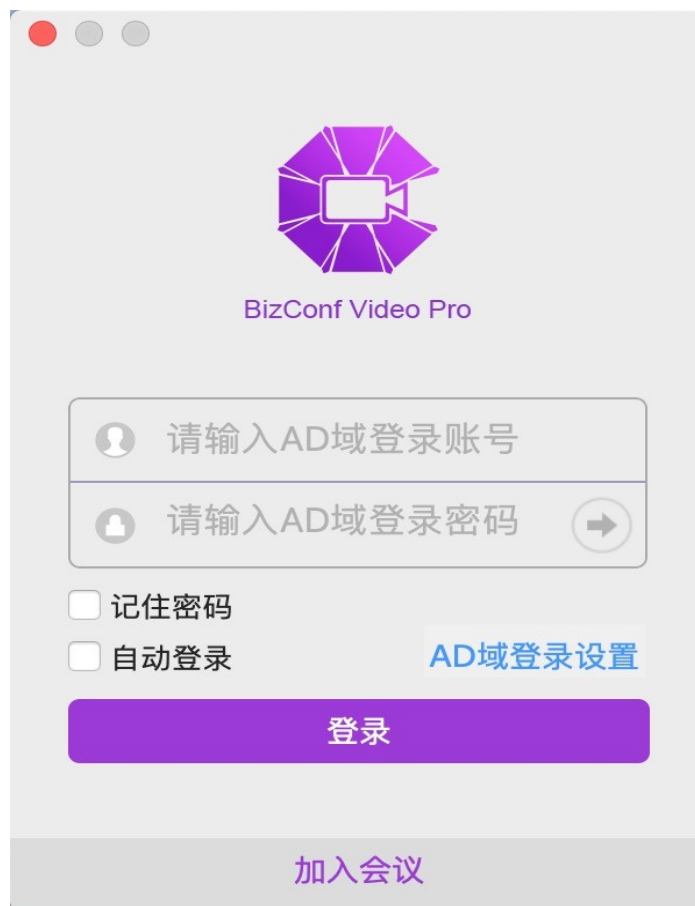 BizConf Video Pro
请输入AD域登录账号
请输入AD域登录密码
记住密码
自动登录
AD域登录设置
登录
加入会议